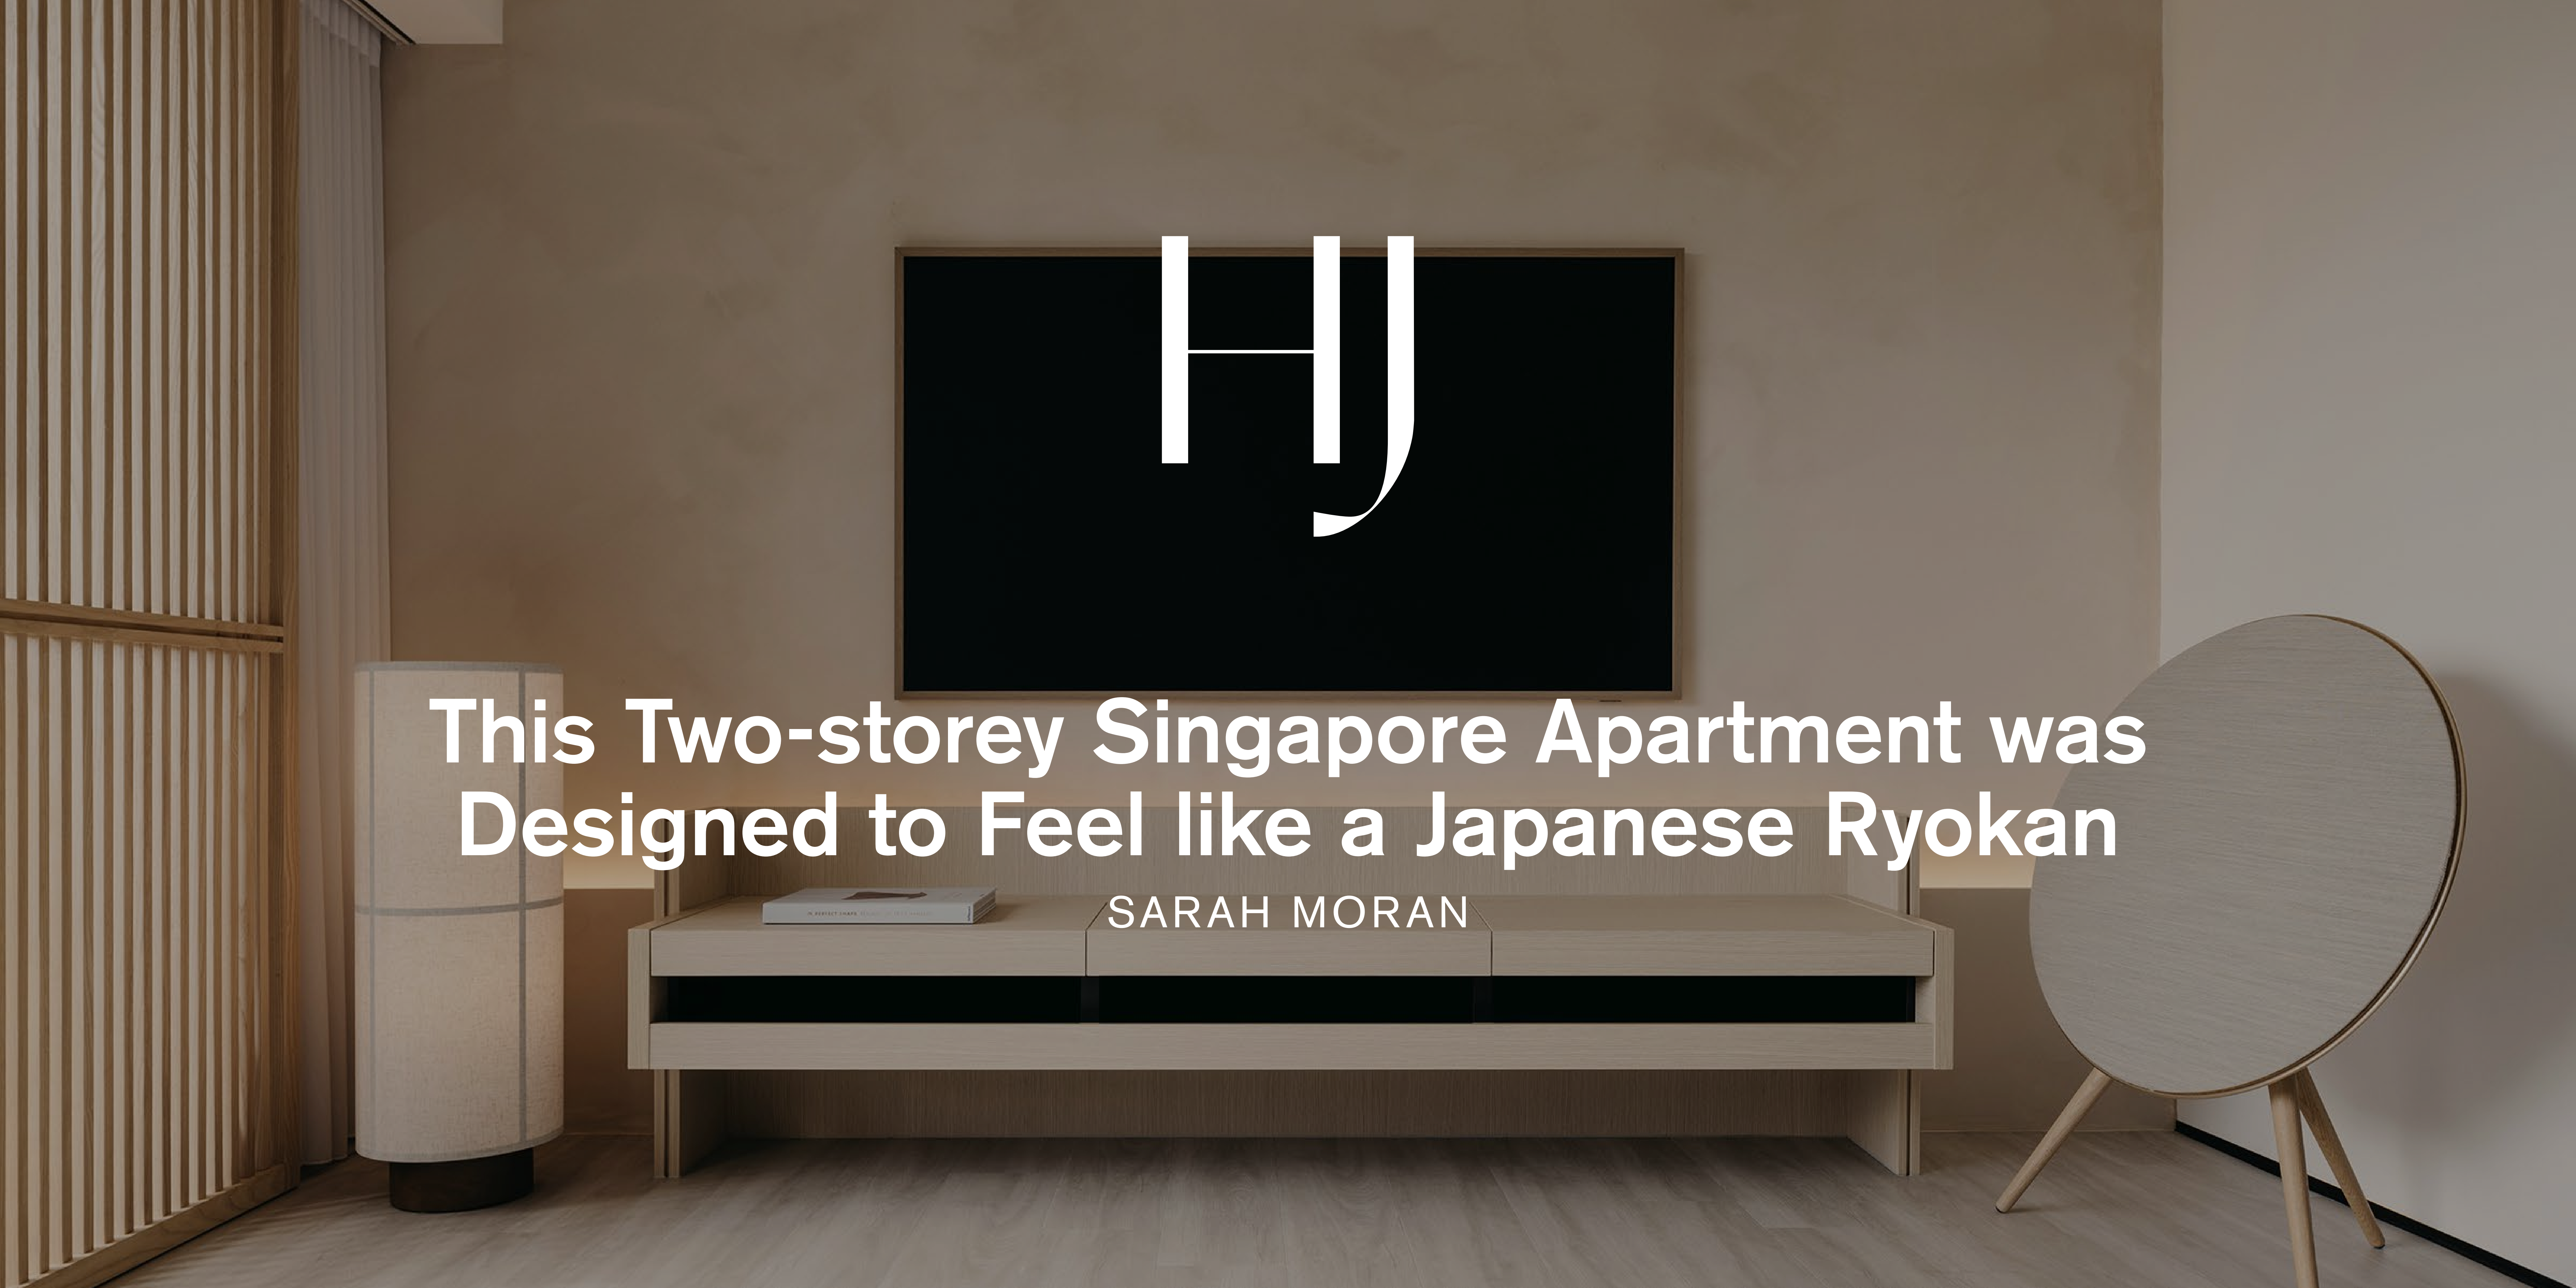 HJ
This Two-storey Singapore Apartment was
Designed to Feel like a Japanese Ryokan
SARAH MORAN